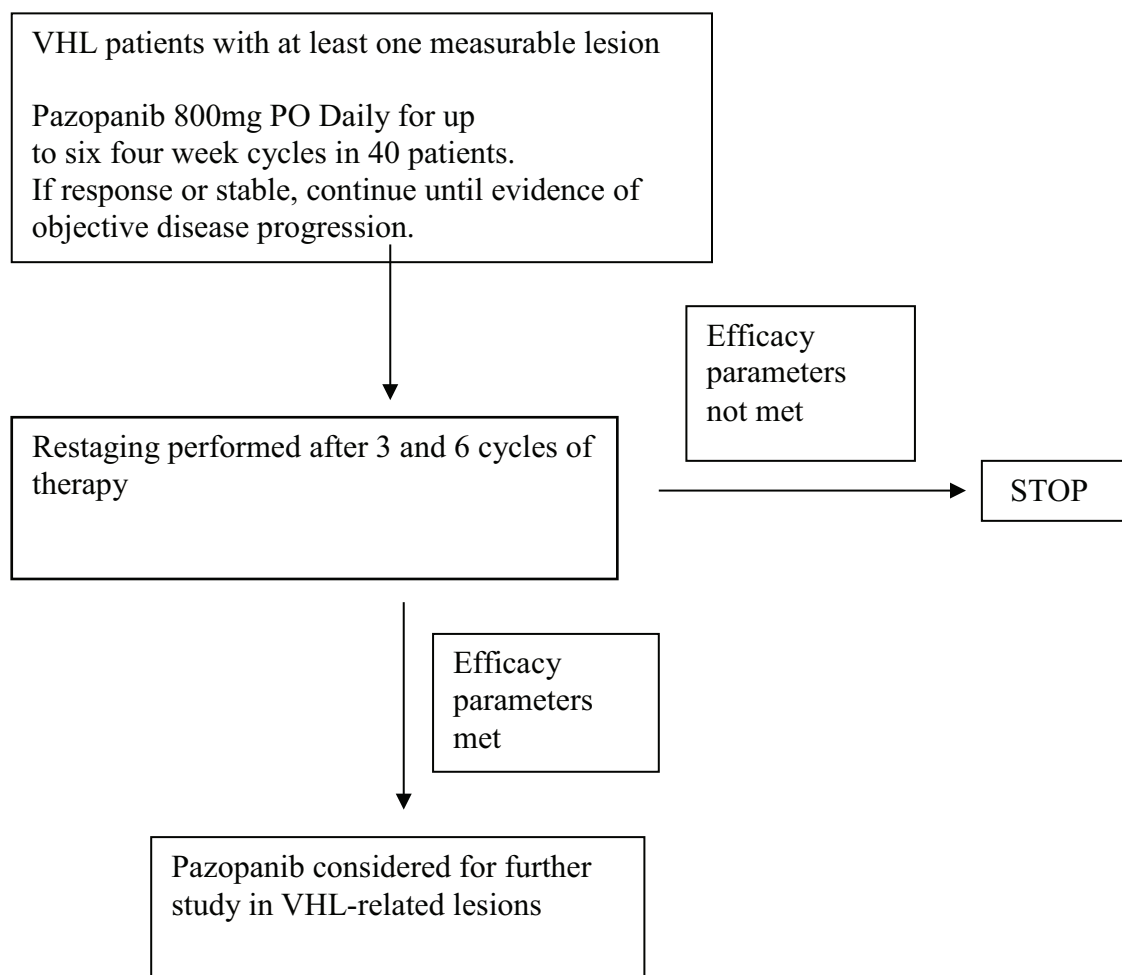 VHL patients with at least one measurable lesion
Pazopanib 800mg PO Daily for up
to six four week cycles in 40 patients.
If response or stable, continue until evidence of
objective disease progression.
Efficacy
parameters
not met
Restaging performed after 3 and 6 cycles of
therapy
STOP
Efficacy
parameters
met
Pazopanib considered for further
study in VHL-related lesions